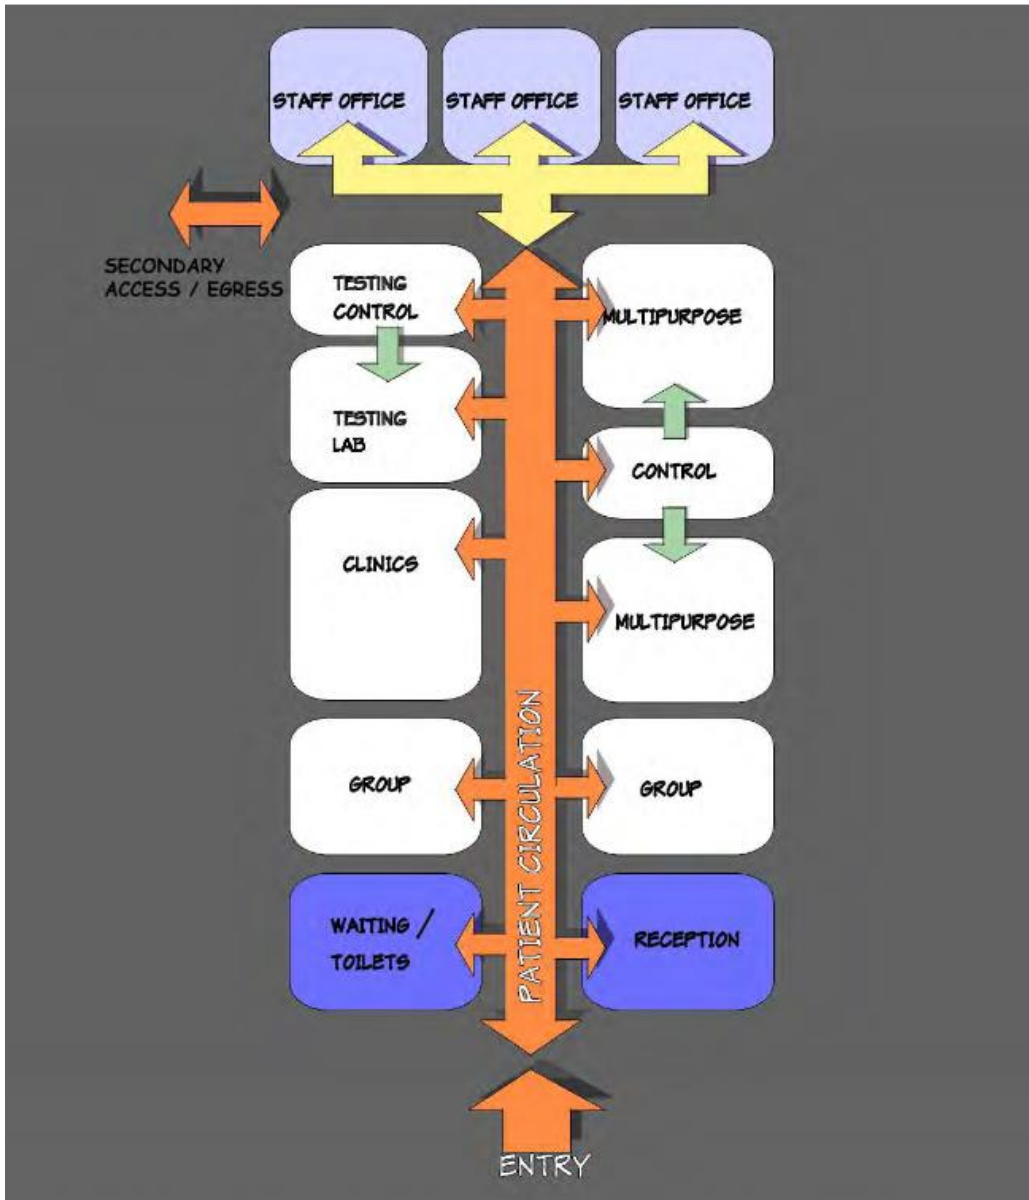 STAFF OFFICE
STAFF OFFICE
STAFF OFFICE
SECONDARY
ACCESS / EGRESS
TESTING
CONTROL
MULTIPURPOSE
TESTING
LAB
CONTROL
CLINICS
MULTIPURPOSE
GROUP
GROUP
PATIENT CIRCULATION
WAITING /
TOILETS
RECEPTION
ENTRY